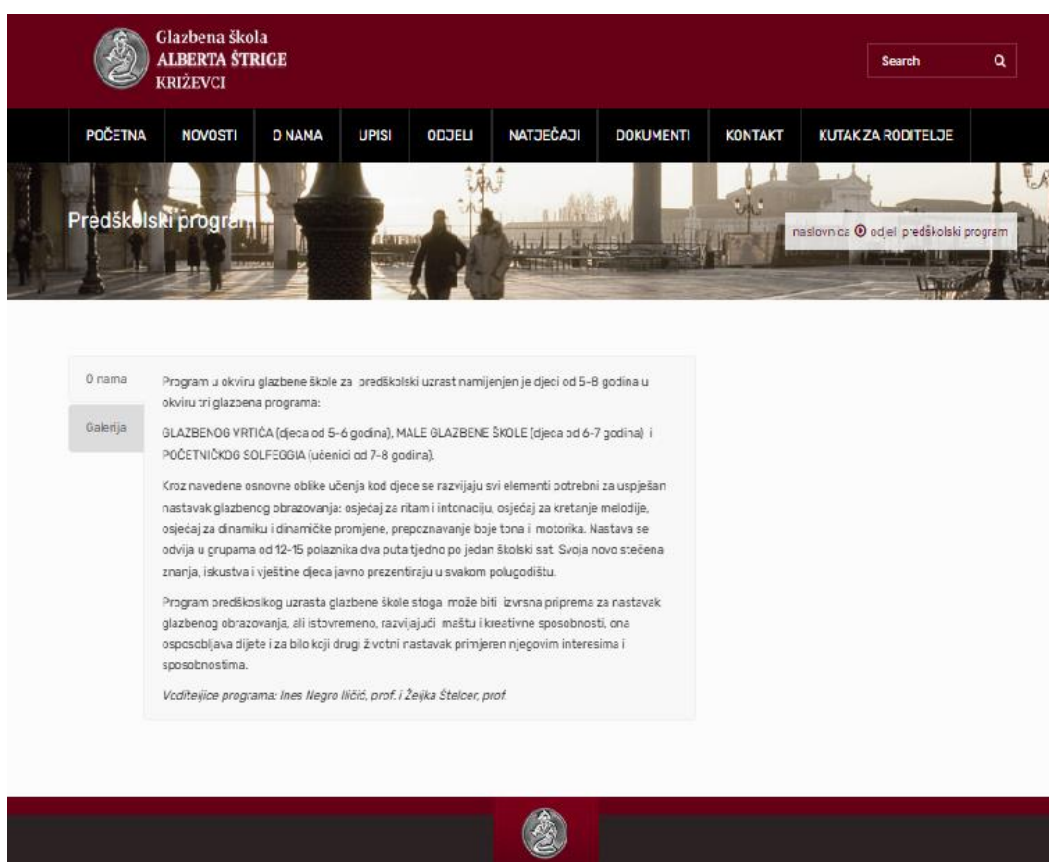 Glazbena škola
ALBERTA ŠTRIGE
KRIŽEVCI
Search
POČETNA NOVOSTI O NAMA UPISI ODJELI NATJEČAJI DOKUMENTI KONTAKT KUTAK ZA RODITELJE
Predškolski program
naslovnica odjel predškolski program
O nama
Galerija
Program u okviru glazbene škole za predškolski uzrast namijenjen je djeci od 5-8 godina u
okviru tri glazbena programa:
GLAZBENOG VRTIĆA (djeca od 5-6 godina), MALE GLAZBENE ŠKOLE (djeca od 6-7 godina) i
POČETNIČKOG SOLFEGGIA (učenici od 7-8 godina).
Kroz navedene osnovne oblike učenja kod djece se razvijaju svi elementi potrebni za uspješan
nastavak glazbenog obrazovanja: osjećaj za ritam i intonaciju, osjećaj za kretanje melodije,
osjećaj za dinamiku i dinamičke promjene, prepoznavanje boje tona i motorika. Nastava se
odvija u grupama od 12-15 polaznika dva puta tjedno po jedan školski sat. Svoja novo stečena
znanja, iskustva i vještine djeca javno prezentiraju u svakom polugodištu.
Program predškosikog uzrasta glazbene škole stoga može biti izvrsna priprema za nastavak
glazbenog obrazovanja, ali istovremeno, razvijajući maštu i kreativne sposobnosti, ona
osposobljava dijete i za bilo koji drugi životni nastavak primjeren njegovim interesima i
sposobnostima.
Voditeljice programa: Ines Negro Iličić, prof. i Željka Štelcer, prof.